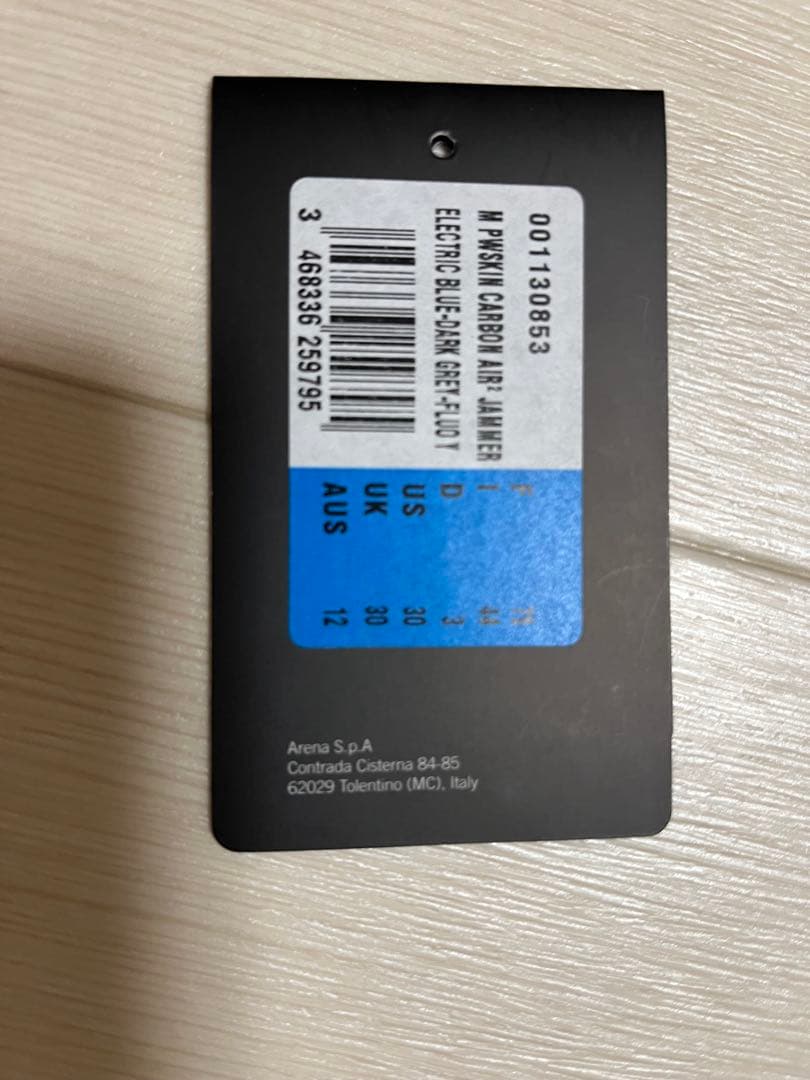 001130853
M PWSKIN CARBON AIR² JAMMER
ELECTRIC BLUE-DARK GREY-FLUO Y
3 468336 259795
F
I 44
D 3
US 30
UK 30
AUS 12
Arena S.p.A
Contrada Cisterna 84-85
62029 Tolentino (MC), Italy